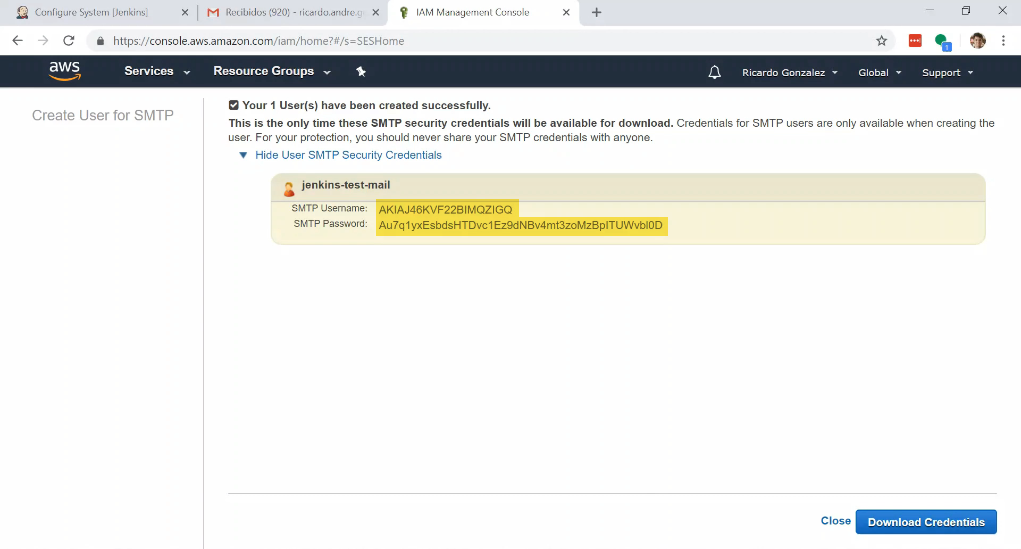 Configure System [Jenkins]
Recibidos (920) - ricardo.andre.g
IAM Management Console
https://console.aws.amazon.com/iam/home?#/s=SESHome
1
aws
Services
Resource Groups
Ricardo Gonzalez
Global
Support
Create User for SMTP
Your 1 User(s) have been created successfully.
This is the only time these SMTP security credentials will be available for download. Credentials for SMTP users are only available when creating the
user. For your protection, you should never share your SMTP credentials with anyone.
Hide User SMTP Security Credentials
jenkins-test-mail
SMTP Username: AKIAJ46KVF22BIMQZIGQ
SMTP Password:
Close
Download Credentials